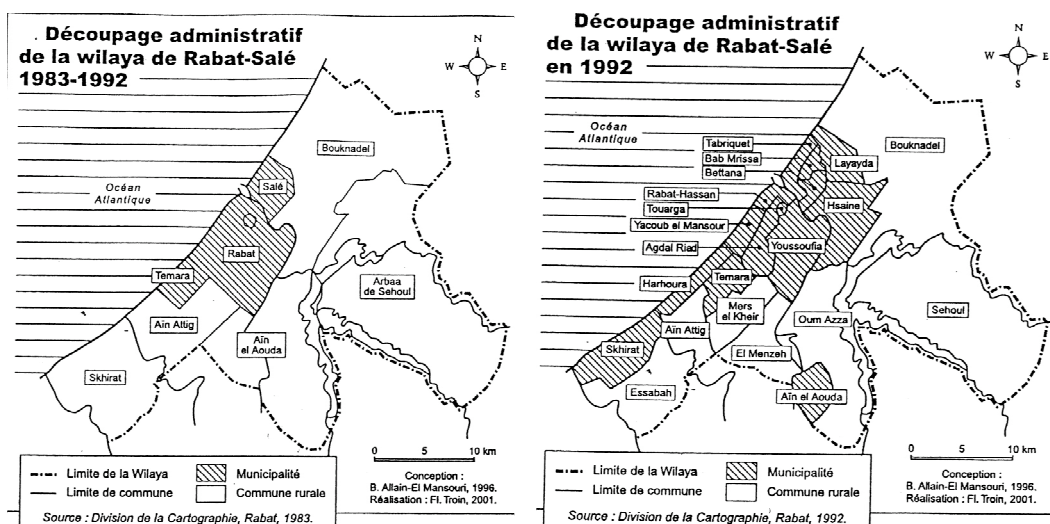 . Découpage administratif
de la wilaya de Rabat-Salé
1983-1992
N
W
E
S
Océan
Atlantique
Bouknadel
Salé
Rabat
Temara
Arbaa
de Sehoul
Aïn Attig
Aïn
el Aouda
Skhirat
0 5 10 km
Limite de la Wilaya
Limite de commune
Municipalité
Commune rurale
Conception :
B. Allain-El Mansouri, 1996.
Réalisation : Fl. Troin, 2001.
Source : Division de la Cartographie, Rabat, 1983.
Découpage administratif
de la wilaya de Rabat-Salé
en 1992
N
W
E
S
Océan
Atlantique
Tabriquet
Bab Mrissa
Bettana
Bouknadel
Layayda
Rabat-Hassan
Touarga
Yacoub el Mansour
Hsaine
Agdal Riad
Youssoufia
Harhoura
Temara
Mers
el Kheir
Sehoul
Oum Azza
Aïn Attig
Skhirat
El Menzeh
Essabah
Aïn el Aouda
0 5 10 km
Limite de la Wilaya
Limite de commune
Municipalité
Commune rurale
Conception :
B. Allain-El Mansouri, 1996.
Réalisation : Fl. Troin, 2001.
Source : Division de la Cartographie, Rabat, 1992.